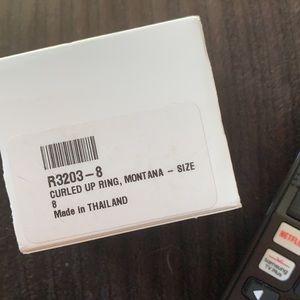 R3203-8
CURLED UP RING, MONTANA - SIZE
8
Made in THAILAND
NETFLIX